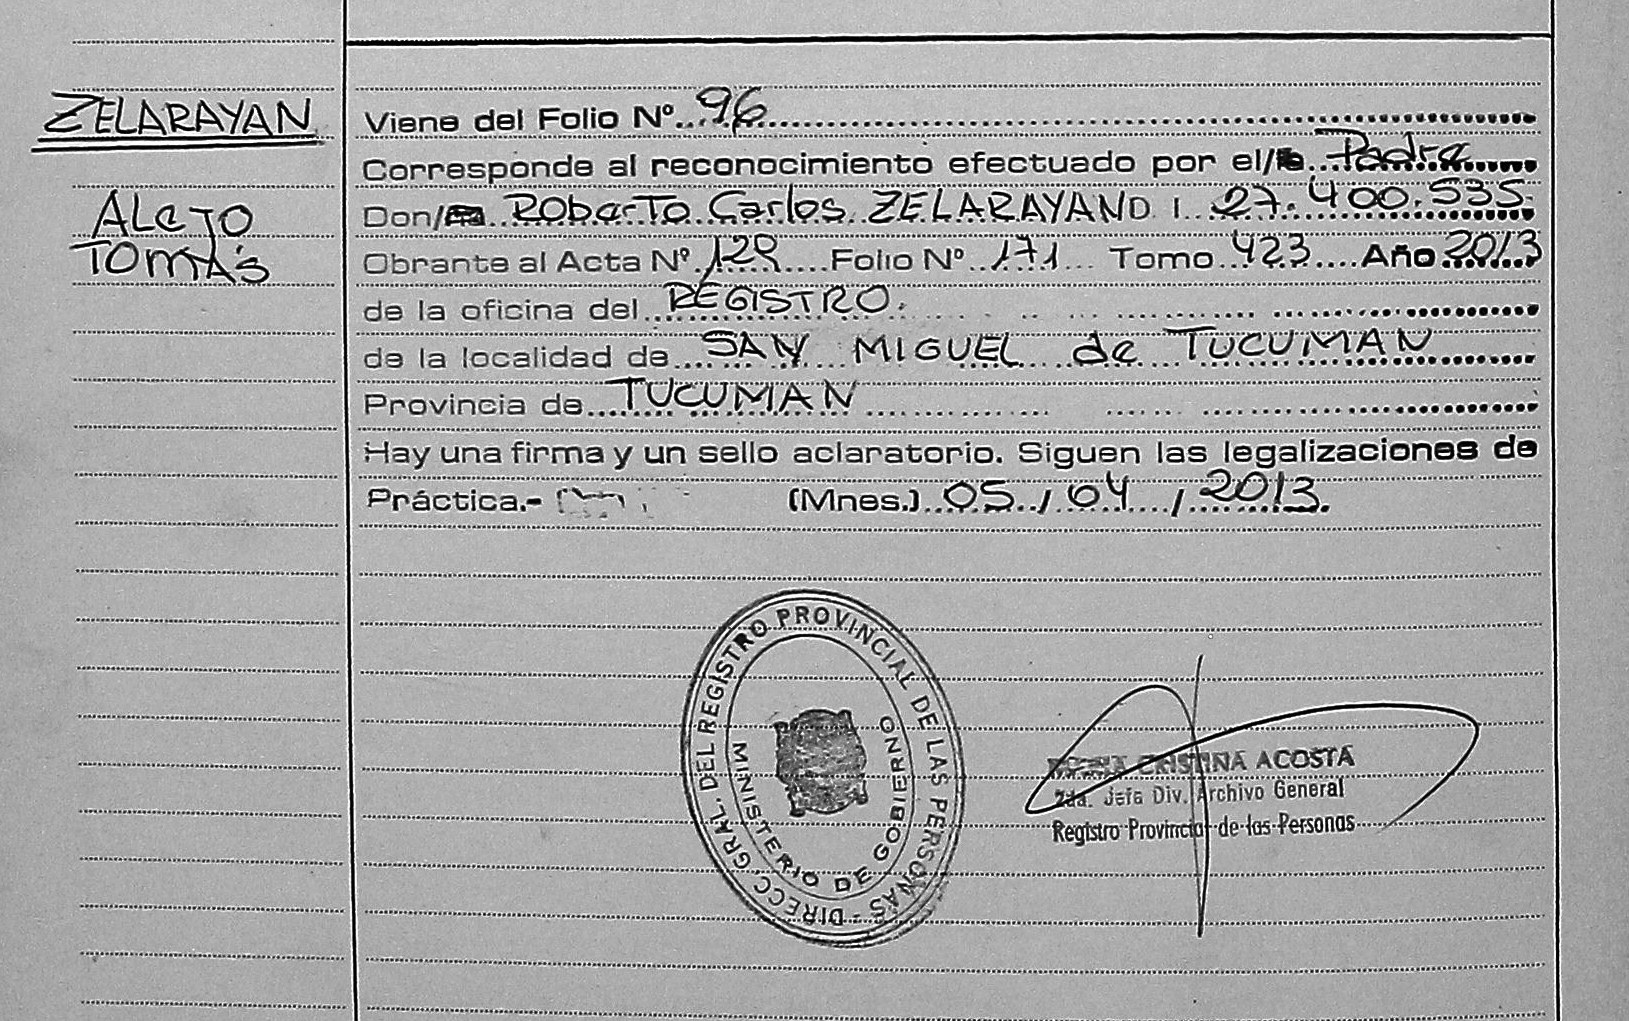 ZELARAYAN
ALeJO
TOMÁS
Viene del Folio Nº 96
Corresponde al reconocimiento efectuado por el/la Padre
Don/ña Roberto Carlos ZELARAYAN D I 27.400.535
Obrante al Acta Nº 129 Folio Nº 171 Tomo 423 Año 2013
de la oficina del REGISTRO.
de la localidad de SAN MIGUEL de TUCUMAN
Provincia de TUCUMAN
Hay una firma y un sello aclaratorio. Siguen las legalizaciones de
Práctica.- (Mnes.) 05 / 04 / 2013.
DIRECC. GRAL. DEL REGISTRO PROVINCIAL DE LAS PERSONAS -
MINISTERIO DE GOBIERNO
CRISTINA ACOSTA
2da. Jefa Div. Archivo General
Registro Provincial de las Personas